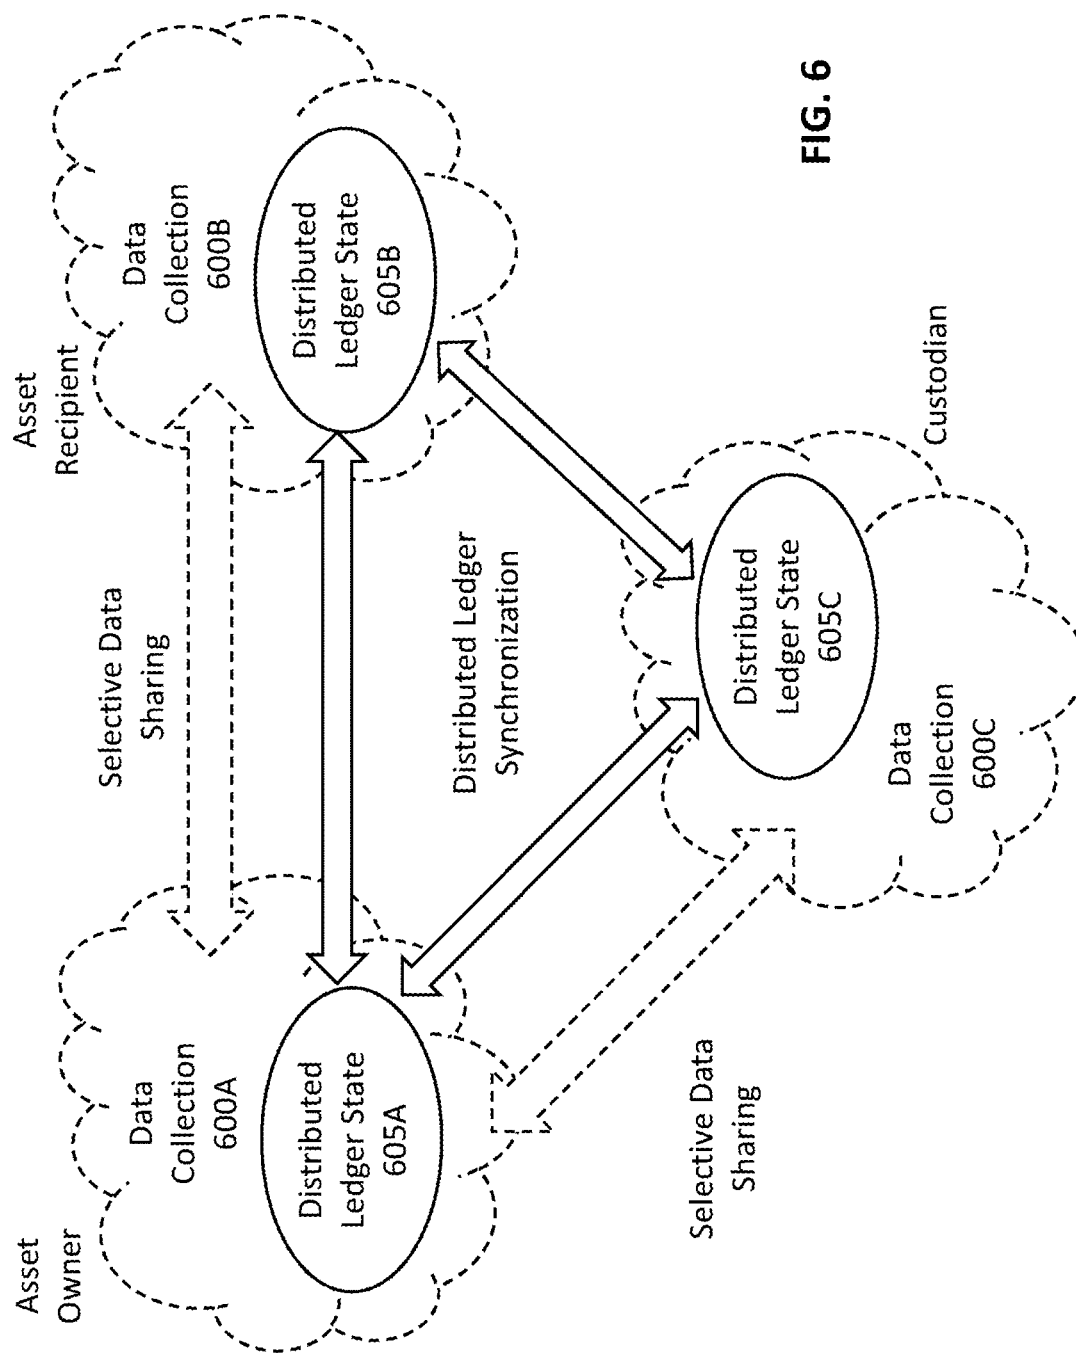 Asset
Owner
Data
Collection
600A
Distributed
Ledger State
605A
Selective Data
Sharing
Asset
Recipient
Data
Collection
600B
Distributed
Ledger State
605B
Distributed Ledger
Synchronization
Selective Data
Sharing
Distributed
Ledger State
605C
Data
Collection
600C
Custodian
FIG. 6